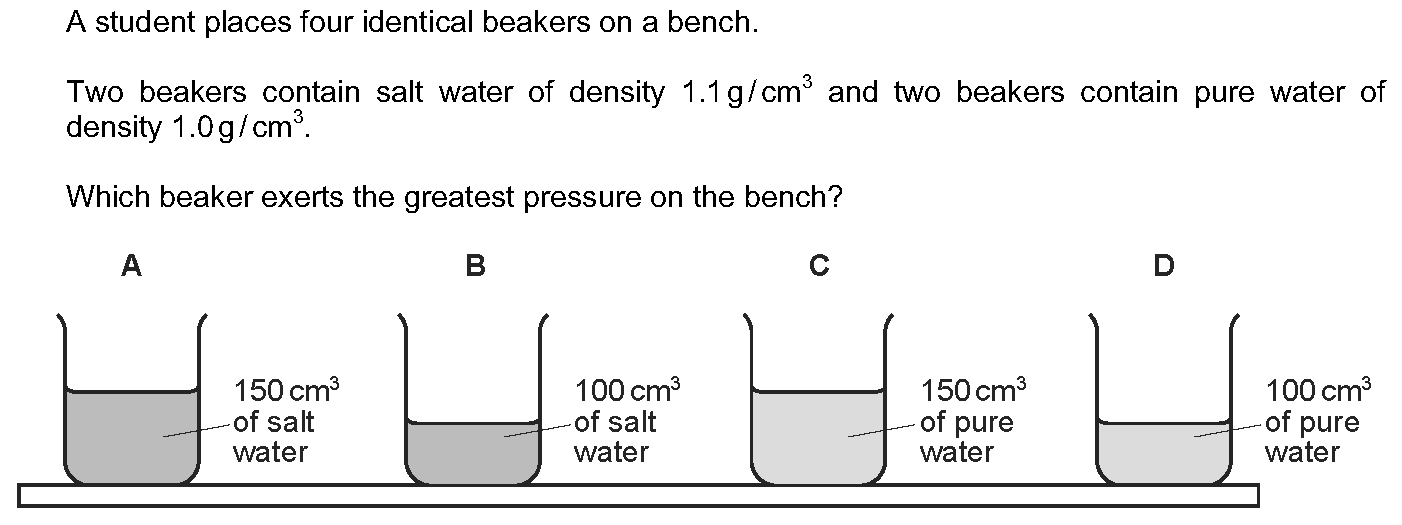 A student places four identical beakers on a bench.
Two beakers contain salt water of density 1.1 g / cm³ and two beakers contain pure water of
density 1.0 g / cm³.
Which beaker exerts the greatest pressure on the bench?
A B C D
150 cm³
of salt
water
100 cm³
of salt
water
150 cm³
of pure
water
100 cm³
of pure
water